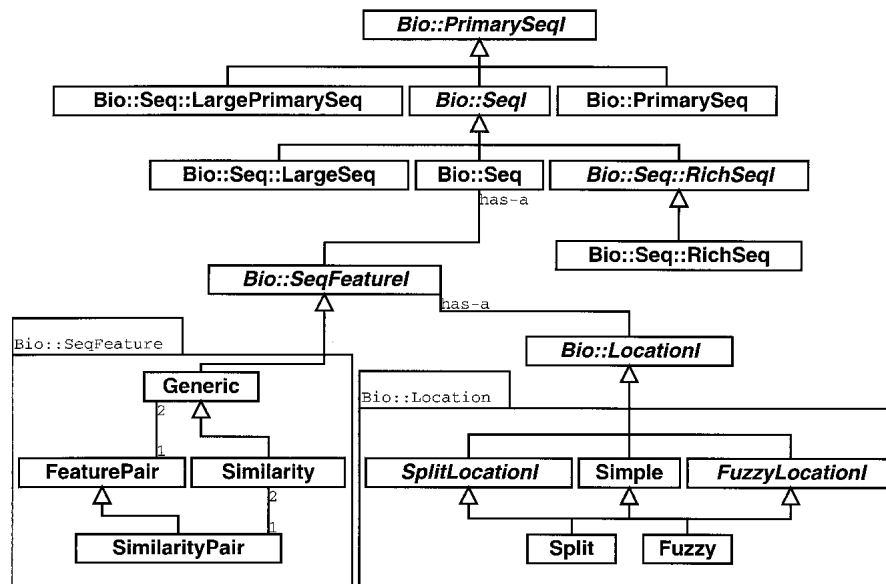 Bio::PrimarySeqI
Bio::Seq::LargePrimarySeq
Bio::SeqI
Bio::PrimarySeq
Bio::Seq::LargeSeq
Bio::Seq
Bio::Seq::RichSeqI
has-a
Bio::Seq::RichSeq
Bio::SeqFeatureI
has-a
Bio::SeqFeature
Bio::LocationI
Generic
Bio::Location
2
1
FeaturePair
Similarity
SplitLocationI
Simple
FuzzyLocationI
2
1
SimilarityPair
Split
Fuzzy